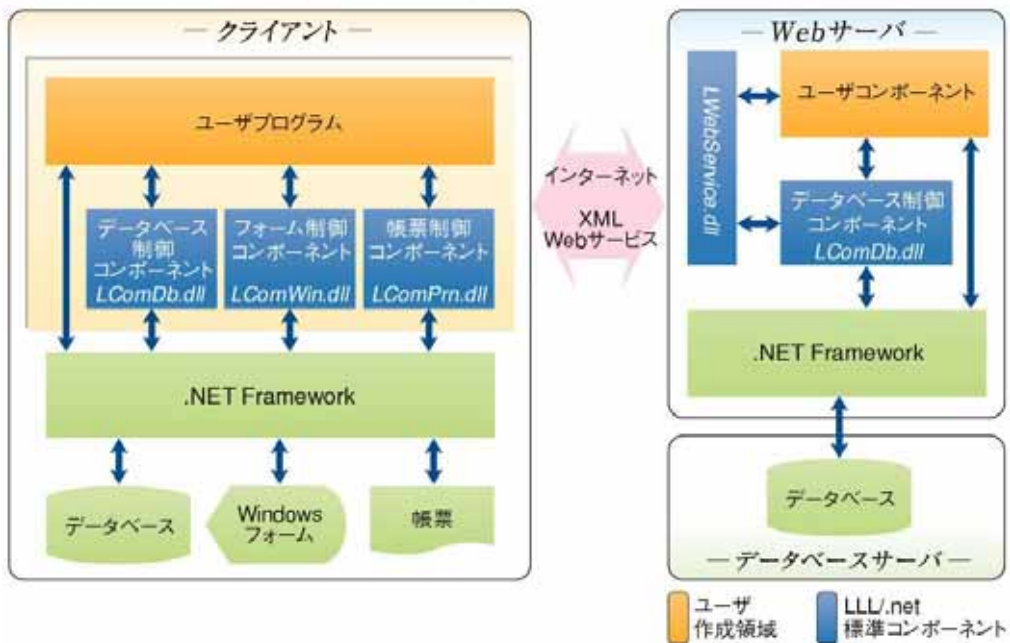 — クライアント —
ユーザプログラム
データベース
制御
コンポーネント
LComDb.dll
フォーム制御
コンポーネント
LComWin.dll
帳票制御
コンポーネント
LComPrn.dll
.NET Framework
データベース
Windows
フォーム
帳票
インターネット
XML
Webサービス
— Webサーバ —
LWebService.dll
ユーザコンポーネント
データベース制御
コンポーネント
LComDb.dll
.NET Framework
データベース
— データベースサーバ —
ユーザ
作成領域
LLL/.net
標準コンポーネント